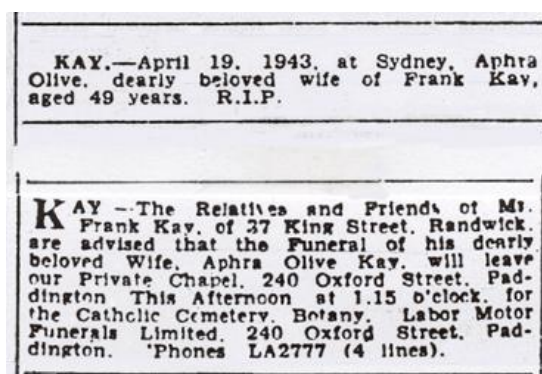 KAY.—April 19, 1943, at Sydney, Aphra
Olive, dearly beloved wife of Frank Kay,
aged 49 years. R.I.P.
KAY —The Relatives and Friends of Mr.
Frank Kay, of 37 King Street, Randwick,
are advised that the Funeral of his dearly
beloved Wife, Aphra Olive Kay, will leave
our Private Chapel, 240 Oxford Street, Pad-
dington This Afternoon at 1.15 o'clock, for
the Catholic Cemetery, Botany. Labor Motor
Funerals Limited, 240 Oxford Street, Pad-
dington. 'Phones LA2777 (4 lines).